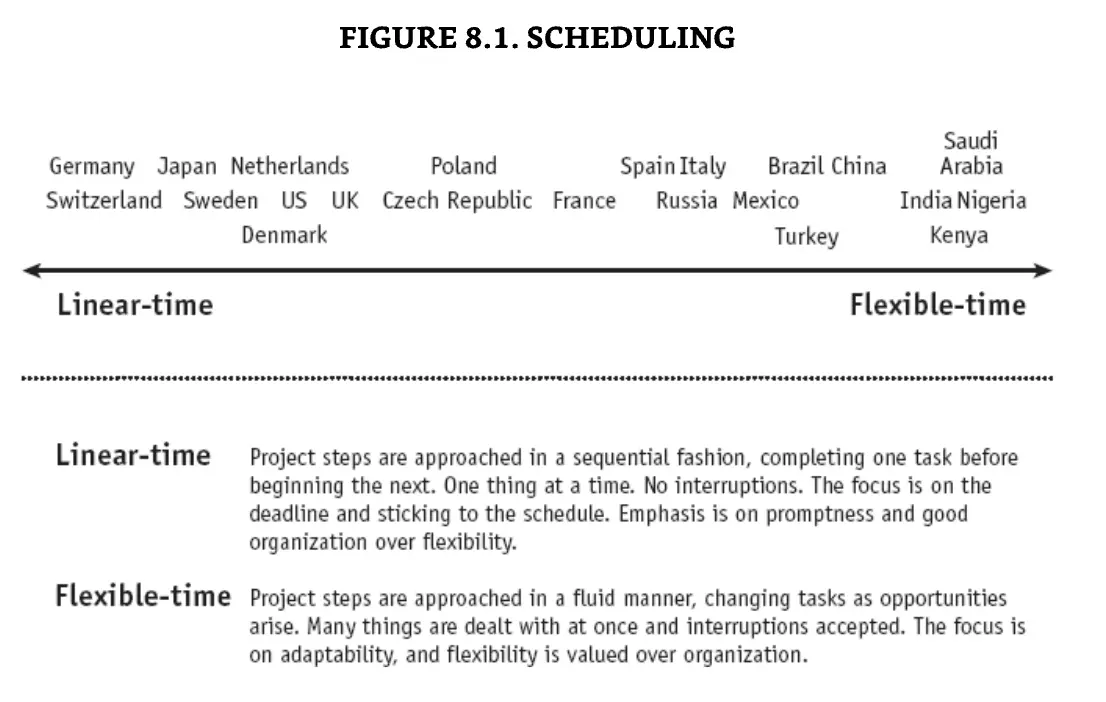 FIGURE 8.1. SCHEDULING
Saudi
Germany Japan Netherlands Poland Spain Italy Brazil China Arabia
Switzerland Sweden US UK Czech Republic France Russia Mexico India Nigeria
Denmark Turkey Kenya
Linear-time Flexible-time
Linear-time Project steps are approached in a sequential fashion, completing one task before
beginning the next. One thing at a time. No interruptions. The focus is on the
deadline and sticking to the schedule. Emphasis is on promptness and good
organization over flexibility.
Flexible-time Project steps are approached in a fluid manner, changing tasks as opportunities
arise. Many things are dealt with at once and interruptions accepted. The focus is
on adaptability, and flexibility is valued over organization.